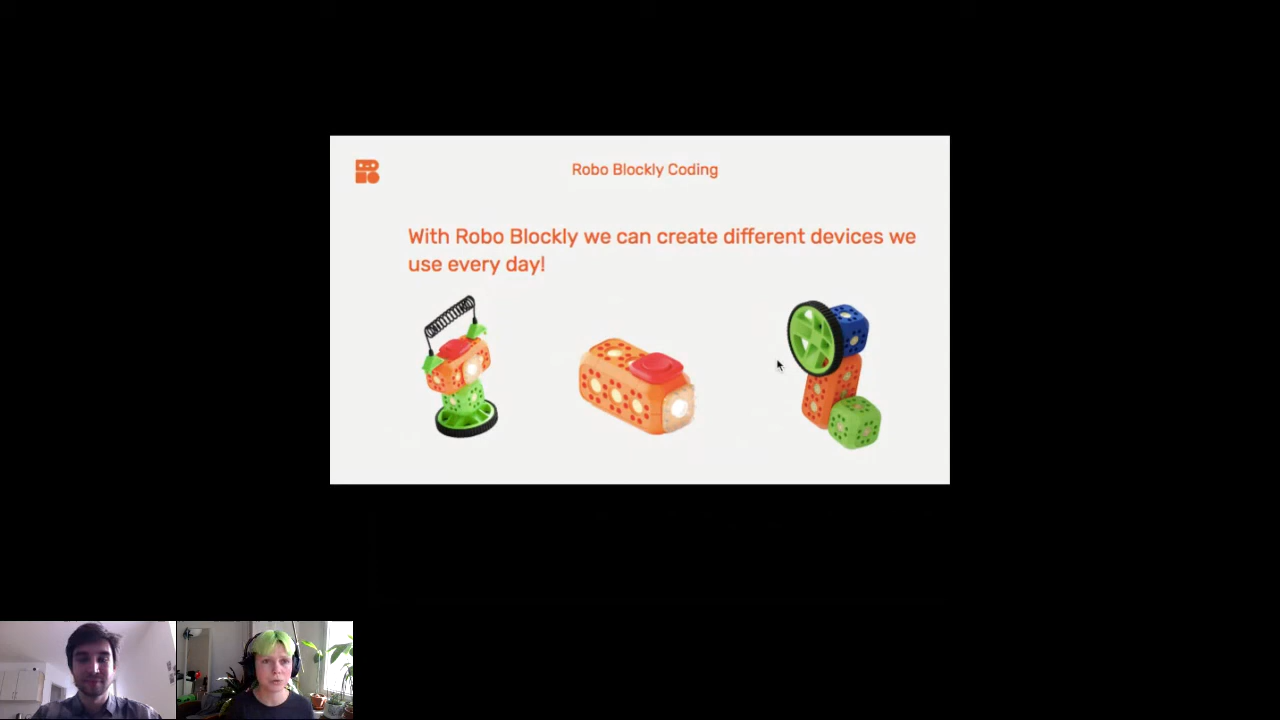 Robo Blockly Coding
With Robo Blockly we can create different devices we
use every day!